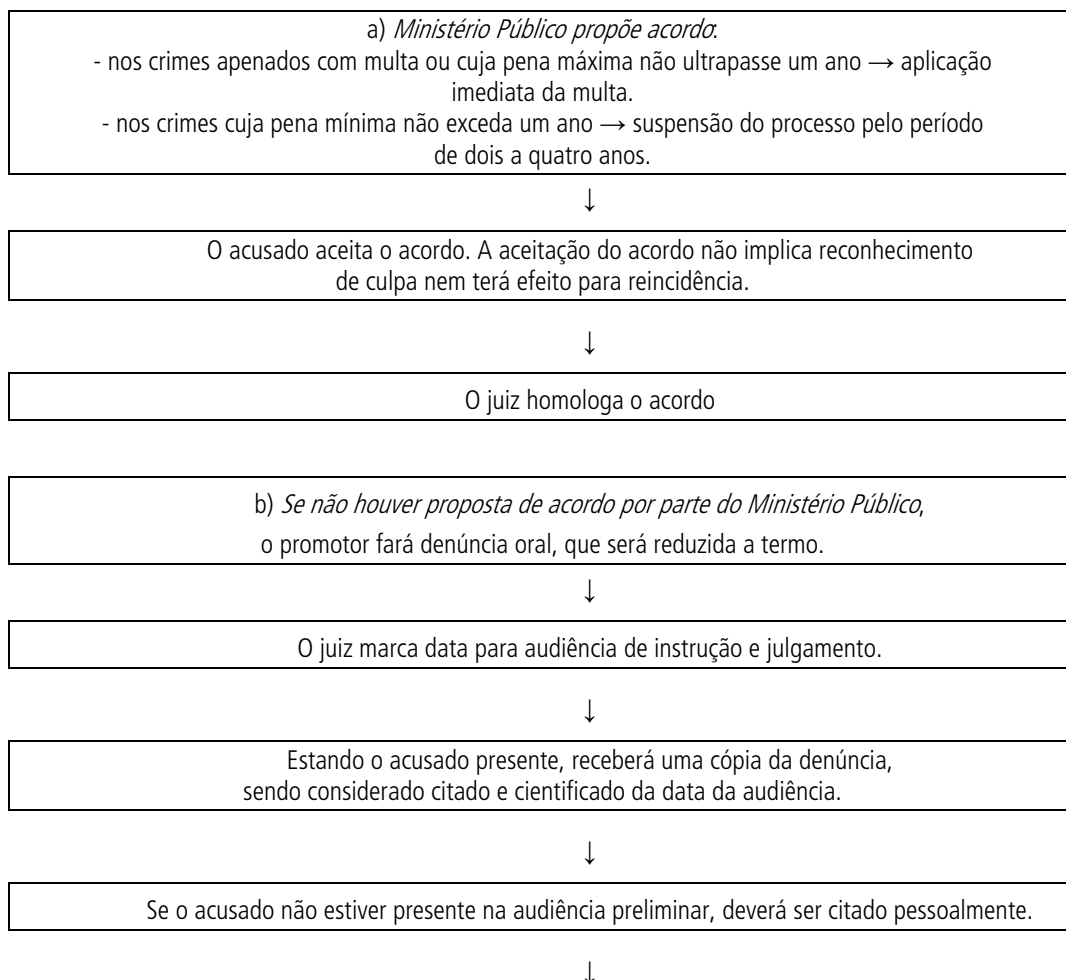 a) Ministério Público propõe acordo:
- nos crimes apenados com multa ou cuja pena máxima não ultrapasse um ano → aplicação
imediata da multa.
- nos crimes cuja pena mínima não exceda um ano → suspensão do processo pelo período
de dois a quatro anos.
↓
O acusado aceita o acordo. A aceitação do acordo não implica reconhecimento
de culpa nem terá efeito para reincidência.
↓
O juiz homologa o acordo
b) Se não houver proposta de acordo por parte do Ministério Público,
o promotor fará denúncia oral, que será reduzida a termo.
↓
O juiz marca data para audiência de instrução e julgamento.
↓
Estando o acusado presente, receberá uma cópia da denúncia,
sendo considerado citado e cientificado da data da audiência.
↓
Se o acusado não estiver presente na audiência preliminar, deverá ser citado pessoalmente.
↓